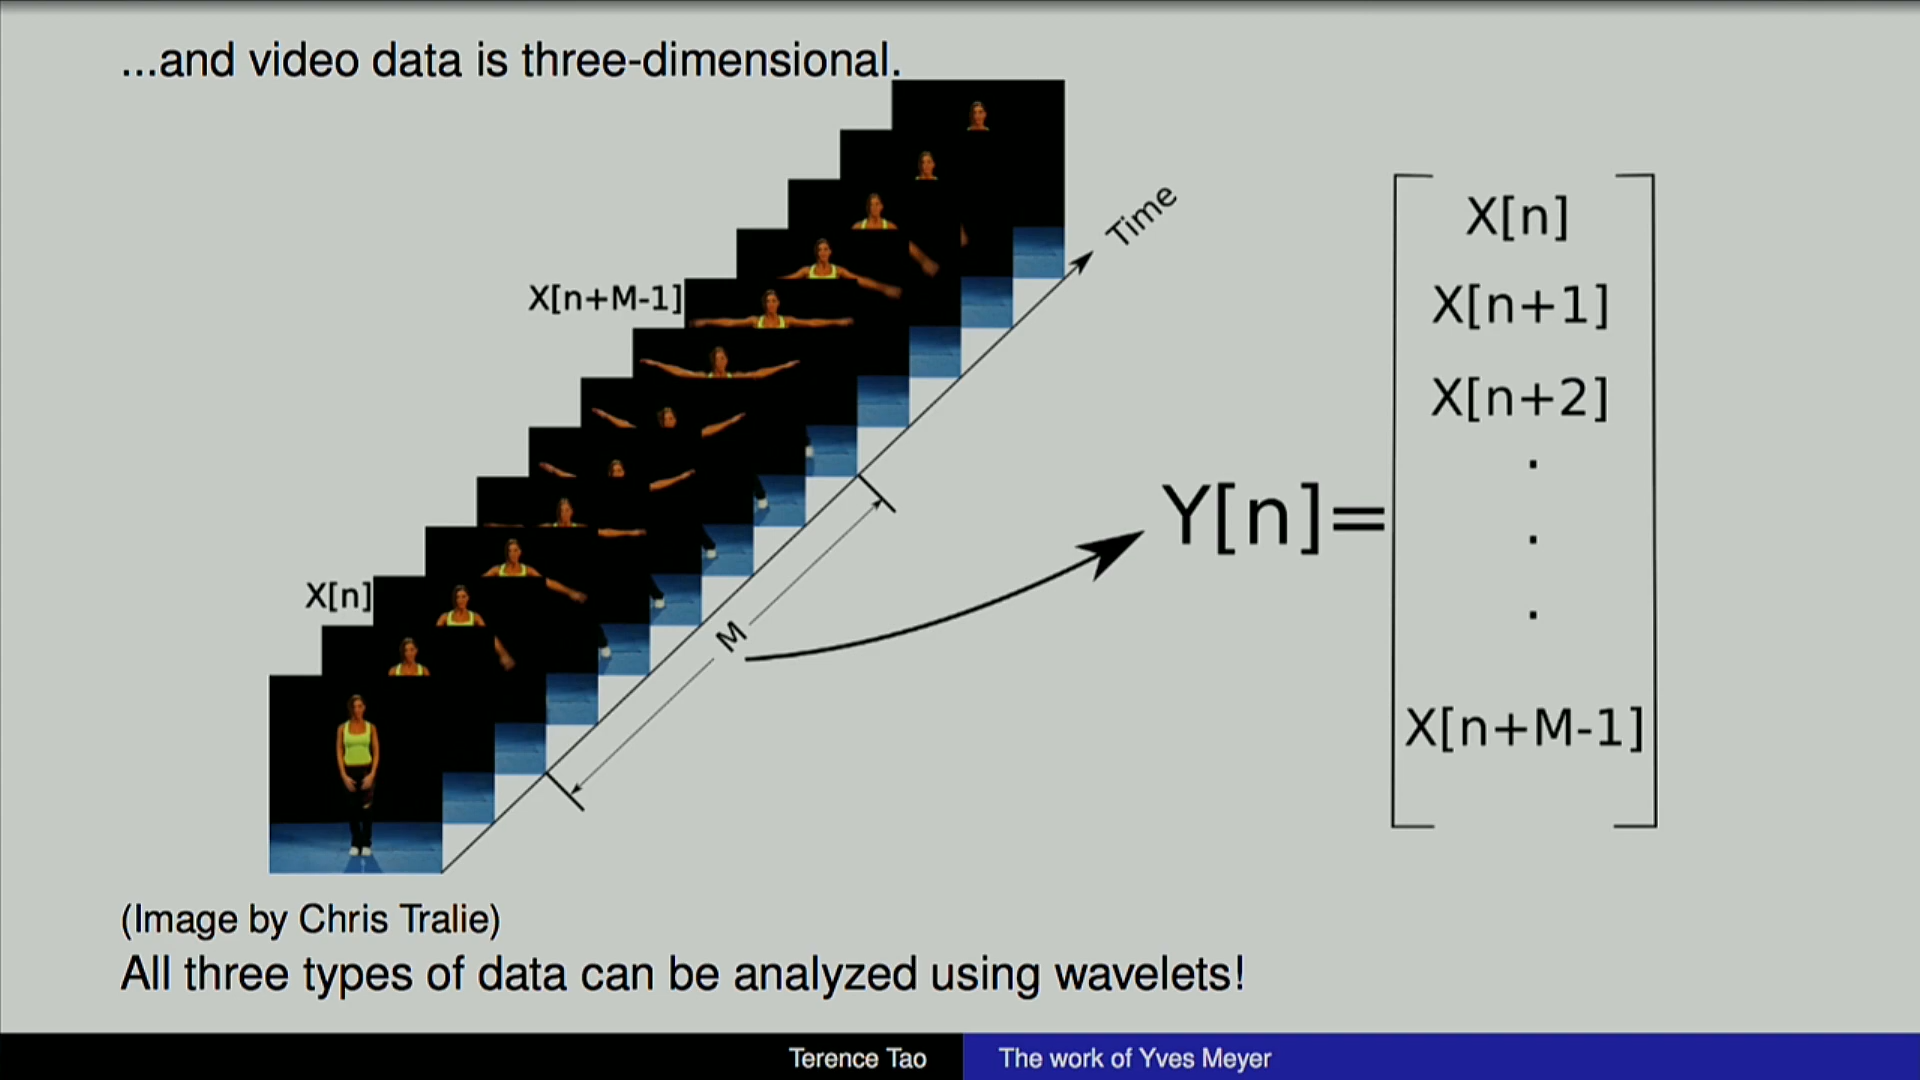 ...and video data is three-dimensional.
Time
X[n+M-1]
X[n]
M
Y[n]=
X[n]
X[n+1]
X[n+2]
.
.
.
X[n+M-1]
(Image by Chris Tralie)
All three types of data can be analyzed using wavelets!
Terence Tao
The work of Yves Meyer